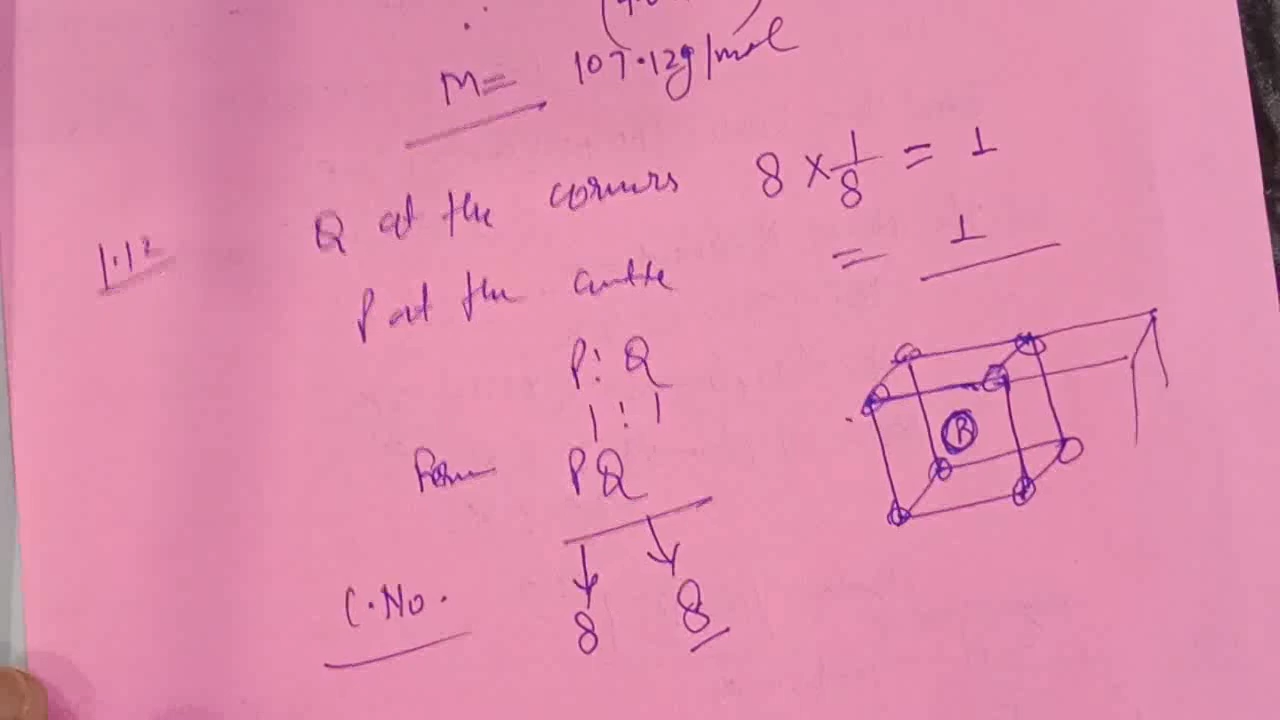 M = 107.12g/mol
1.12 Q at the corners 8 × 1/8 = 1
P at the centre = 1
P : Q
1 : 1
PQ
C.No. 8 8